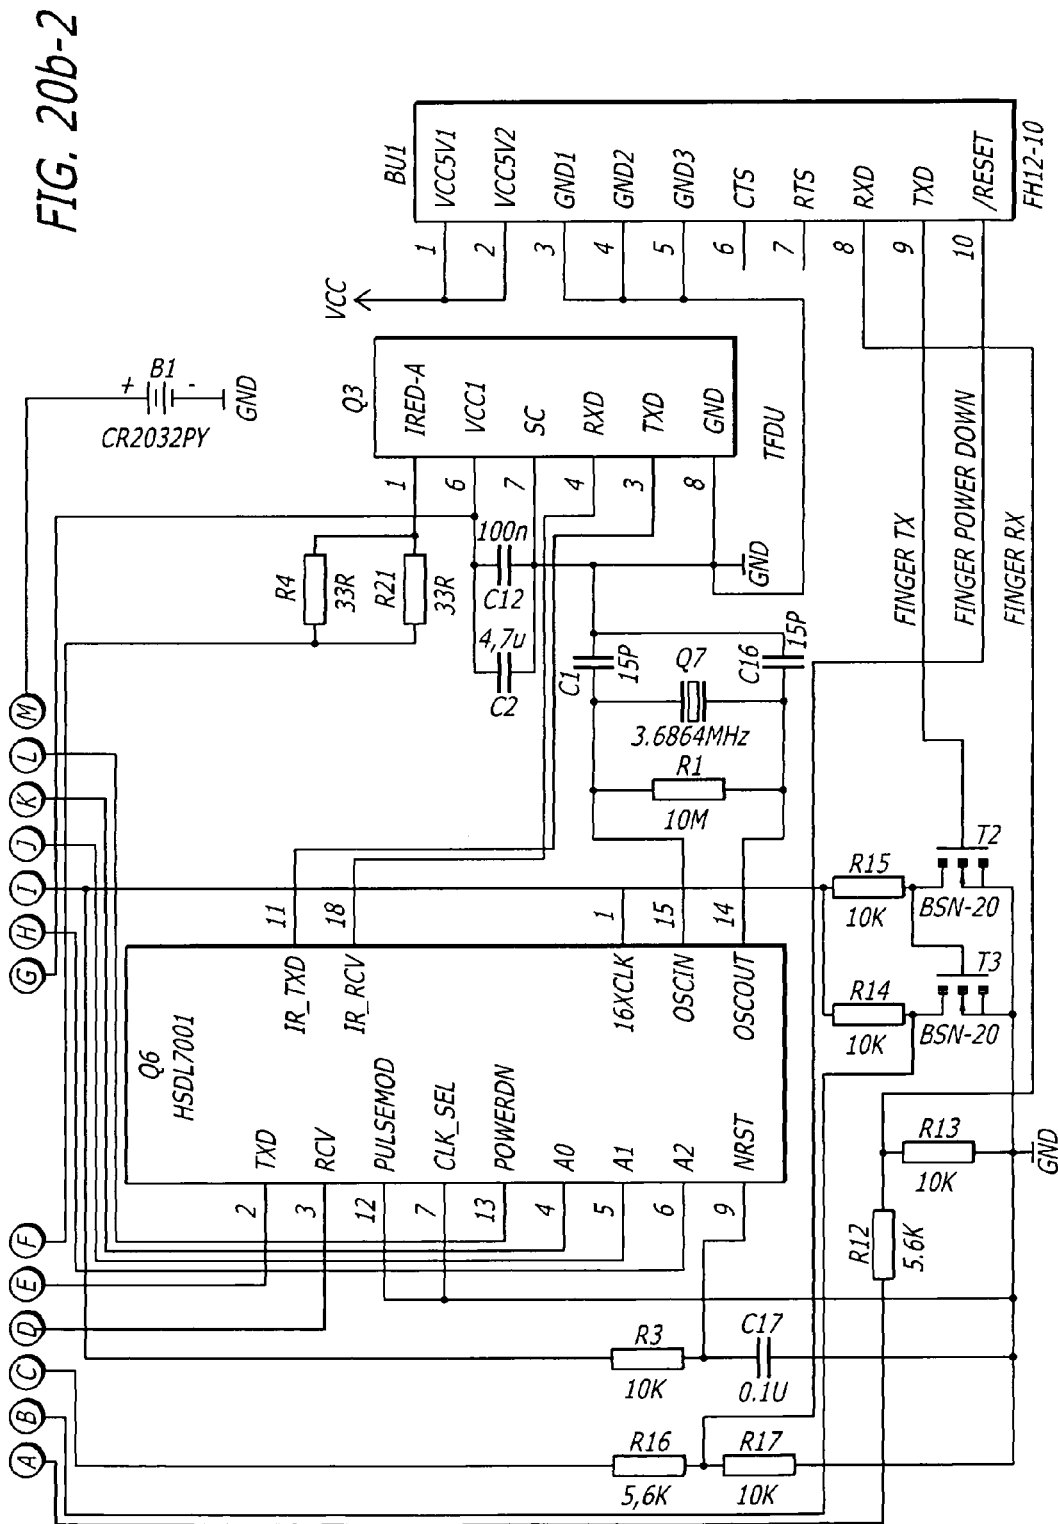 FIG. 20b-2
BU1
VCC5V1
VCC5V2
GND1
GND2
GND3
CTS
RTS
RXD
TXD
/RESET
FH12-10
1
2
3
4
5
6
7
8
9
10
VCC
B1
+
-
GND
CR2032PY
Q3
IRED-A
VCC1
SC
RXD
TXD
GND
TFDU
1
6
7
4
3
8
R4
33R
R21
33R
100n
C12
4,7u
C2
GND
C1
15P
Q7
3.6864MHz
C16
15P
R1
10M
FINGER TX
FINGER POWER DOWN
FINGER RX
M
L
K
J
I
H
G
F
E
D
C
B
A
11
18
1
15
14
IR_TXD
IR_RCV
16XCLK
OSCIN
OSCOUT
Q6
HSDL7001
TXD
RCV
PULSEMOD
CLK_SEL
POWERDN
A0
A1
A2
NRST
2
3
12
7
13
4
5
6
9
R15
10K
T2
BSN-20
R14
10K
T3
BSN-20
R13
10K
GND
R12
5.6K
R3
10K
C17
0.1U
R16
5,6K
R17
10K